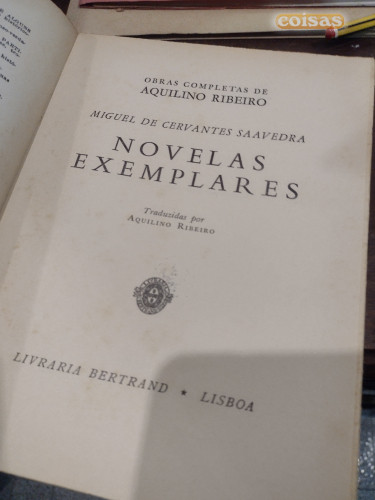 coisas
OBRAS COMPLETAS DE
AQUILINO RIBEIRO
MIGUEL DE CERVANTES SAAVEDRA
NOVELAS
EXEMPLARES
Traduzidas por
AQUILINO RIBEIRO
LIVRARIA BERTRAND * LISBOA